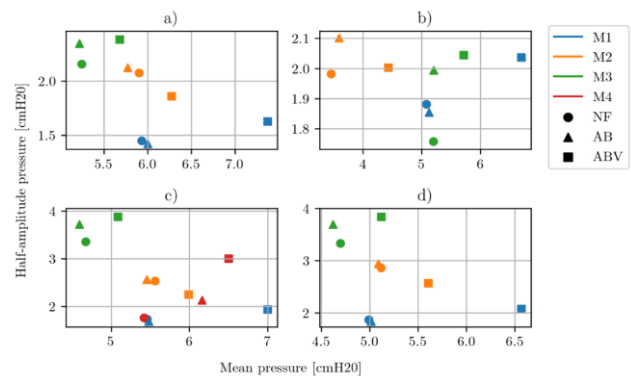 a)
b)
2.0
1.5
5.5 6.0 6.5 7.0
2.1
2.0
1.9
1.8
4 5 6
M1
M2
M3
M4
NF
AB
ABV
Half-amplitude pressure [cmH20]
c)
d)
4
3
2
5 6 7
4
3
2
4.5 5.0 5.5 6.0 6.5
Mean pressure [cmH20]